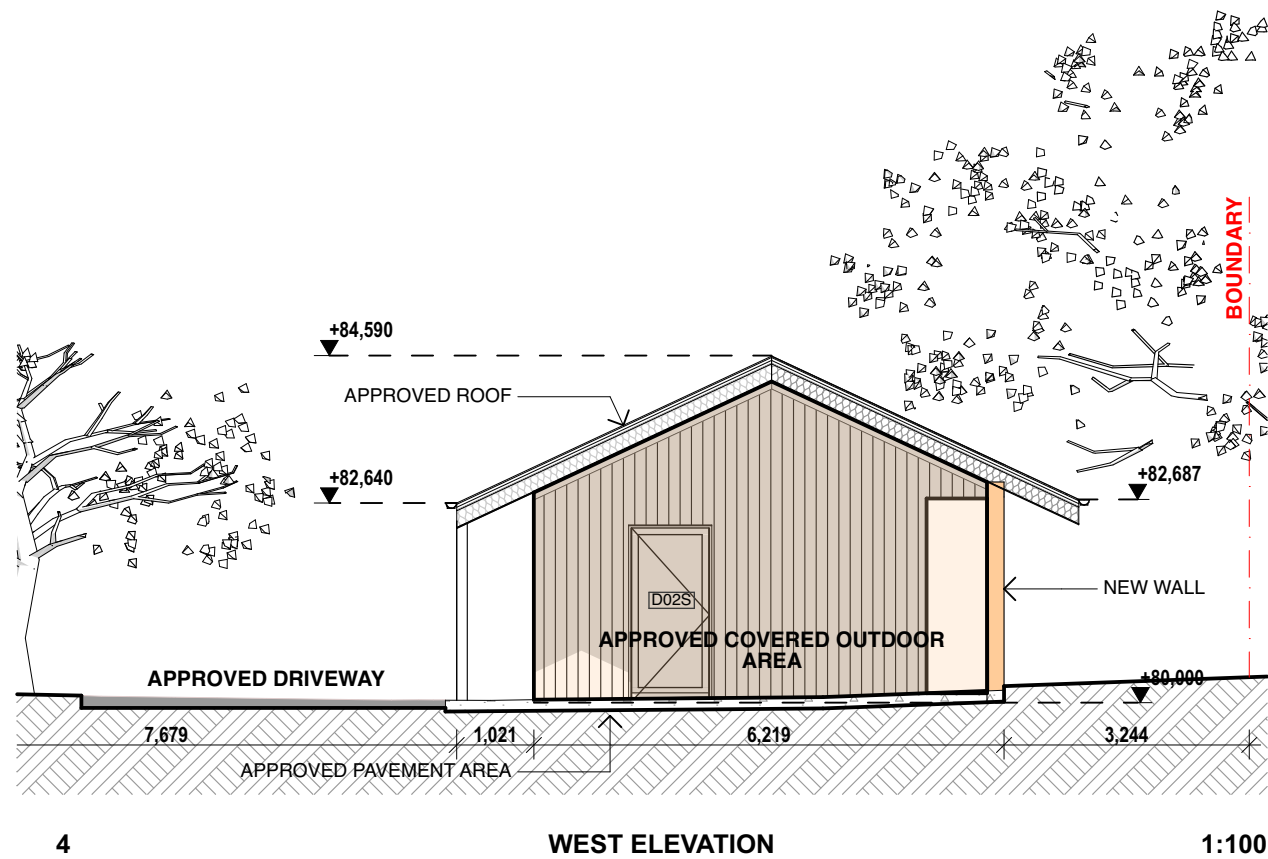 BOUNDARY
+84,590
APPROVED ROOF
+82,640
+82,687
D02S
NEW WALL
APPROVED COVERED OUTDOOR
AREA
APPROVED DRIVEWAY
+80,000
7,679
1,021
6,219
3,244
APPROVED PAVEMENT AREA
4
WEST ELEVATION
1:100